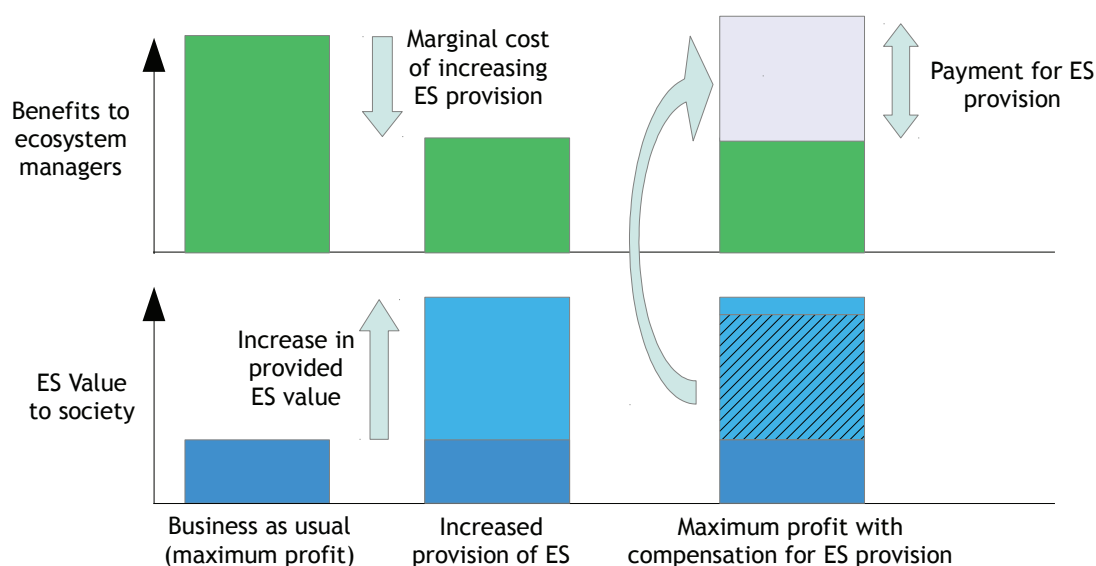 Benefits to
ecosystem
managers
Marginal cost
of increasing
ES provision
Payment for ES
provision
ES Value
to society
Increase in
provided
ES value
Business as usual
(maximum profit)
Increased
provision of ES
Maximum profit with
compensation for ES provision